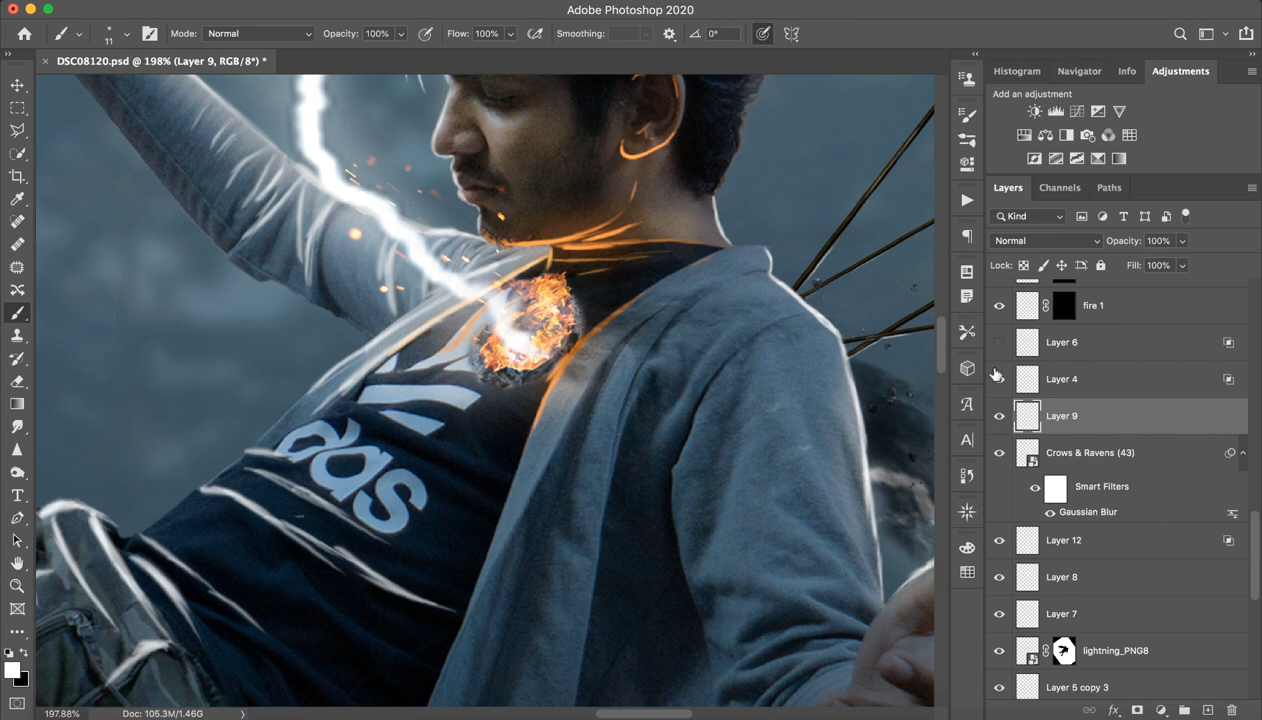 Adobe Photoshop 2020
11
Mode: Normal
Opacity: 100%
Flow: 100%
Smoothing:
0°
DSC08120.psd @ 198% (Layer 9, RGB/8*) *
Histogram Navigator Info Adjustments
Add an adjustment
Layers Channels Paths
Kind
Normal Opacity: 100%
Lock: Fill: 100%
fire 1
Layer 6
Layer 4
Layer 9
Crows & Ravens (43)
Smart Filters
Gaussian Blur
Layer 12
Layer 8
Layer 7
lightning_PNG8
Layer 5 copy 3
das
197.88% Doc: 105.3M/1.46G